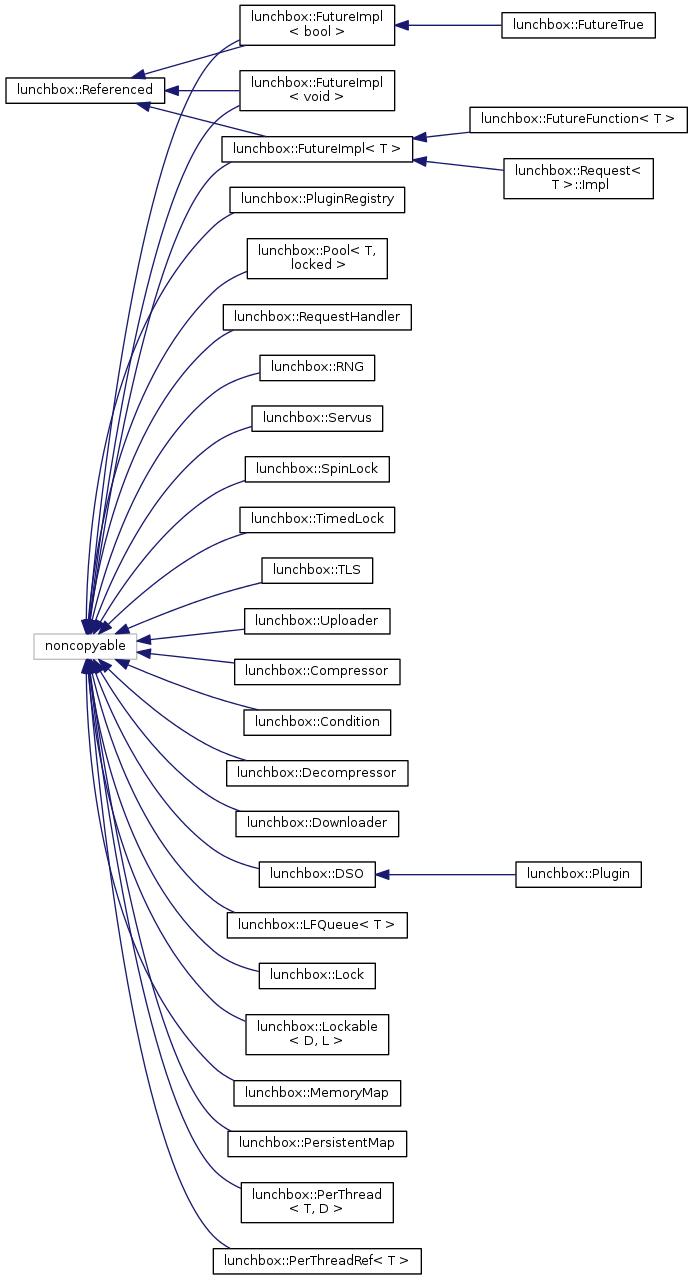 lunchbox::FutureImpl
< bool >
lunchbox::FutureTrue
lunchbox::Referenced
lunchbox::FutureImpl
< void >
lunchbox::FutureFunction< T >
lunchbox::FutureImpl< T >
lunchbox::Request<
T >::Impl
lunchbox::PluginRegistry
lunchbox::Pool< T,
locked >
lunchbox::RequestHandler
lunchbox::RNG
lunchbox::Servus
lunchbox::SpinLock
lunchbox::TimedLock
lunchbox::TLS
lunchbox::Uploader
noncopyable
lunchbox::Compressor
lunchbox::Condition
lunchbox::Decompressor
lunchbox::Downloader
lunchbox::DSO
lunchbox::Plugin
lunchbox::LFQueue< T >
lunchbox::Lock
lunchbox::Lockable
< D, L >
lunchbox::MemoryMap
lunchbox::PersistentMap
lunchbox::PerThread
< T, D >
lunchbox::PerThreadRef< T >